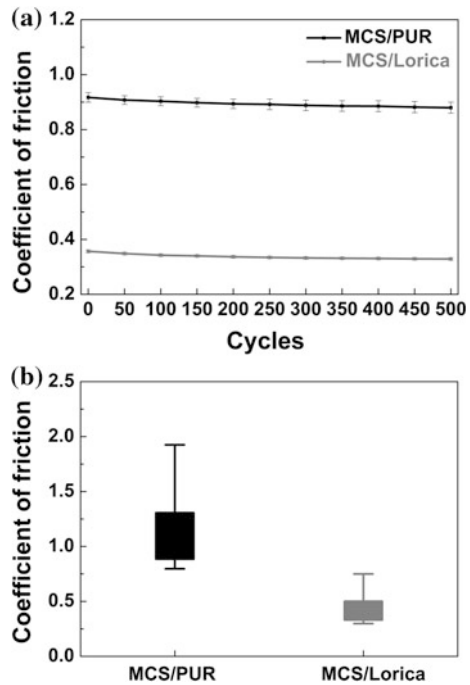 (a)
1.2
1.0
0.8
0.6
0.4
0.2
Coefficient of friction
MCS/PUR
MCS/Lorica
0 50 100 150 200 250 300 350 400 450 500
Cycles
(b)
2.5
2.0
1.5
1.0
0.5
0.0
Coefficient of friction
MCS/PUR MCS/Lorica